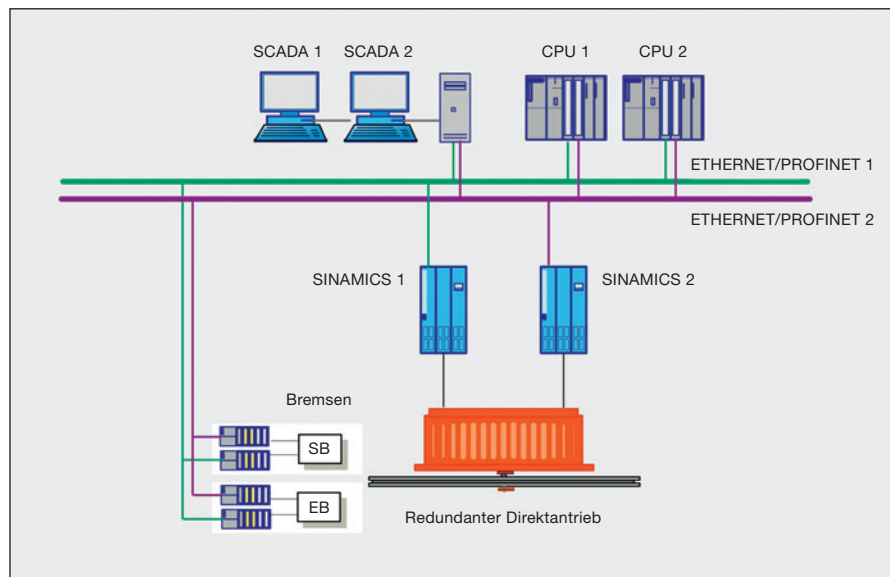 SCADA 1
SCADA 2
CPU 1
CPU 2
ETHERNET/PROFINET 1
ETHERNET/PROFINET 2
SINAMICS 1
SINAMICS 2
Bremsen
SB
EB
Redundanter Direktantrieb